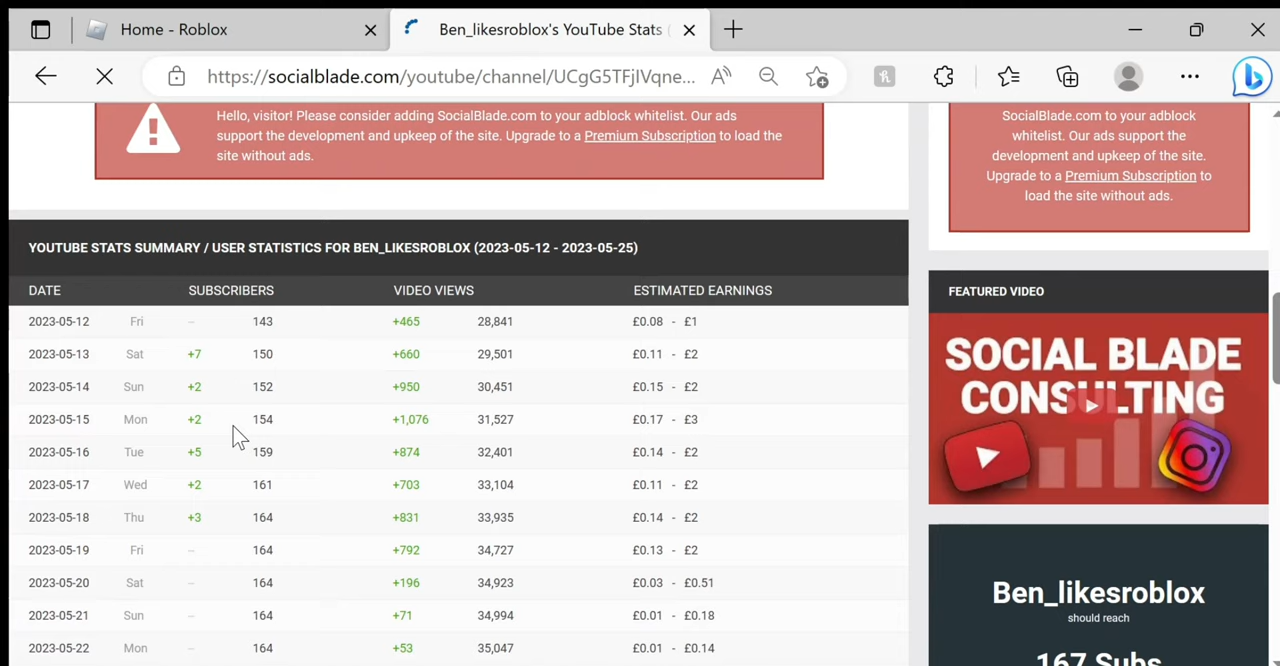 Home - Roblox
Ben_likesroblox's YouTube Stats (
https://socialblade.com/youtube/channel/UCgG5TFjIVqne...
Hello, visitor! Please consider adding SocialBlade.com to your adblock whitelist. Our ads
support the development and upkeep of the site. Upgrade to a Premium Subscription to load the
site without ads.
SocialBlade.com to your adblock
whitelist. Our ads support the
development and upkeep of the site.
Upgrade to a Premium Subscription to
load the site without ads.
YOUTUBE STATS SUMMARY / USER STATISTICS FOR BEN_LIKESROBLOX (2023-05-12 - 2023-05-25)
DATE SUBSCRIBERS VIDEO VIEWS ESTIMATED EARNINGS
2023-05-12 Fri -- 143 +465 28,841 £0.08 - £1
2023-05-13 Sat +7 150 +660 29,501 £0.11 - £2
2023-05-14 Sun +2 152 +950 30,451 £0.15 - £2
2023-05-15 Mon +2 154 +1,076 31,527 £0.17 - £3
2023-05-16 Tue +5 159 +874 32,401 £0.14 - £2
2023-05-17 Wed +2 161 +703 33,104 £0.11 - £2
2023-05-18 Thu +3 164 +831 33,935 £0.14 - £2
2023-05-19 Fri -- 164 +792 34,727 £0.13 - £2
2023-05-20 Sat -- 164 +196 34,923 £0.03 - £0.51
2023-05-21 Sun -- 164 +71 34,994 £0.01 - £0.18
2023-05-22 Mon -- 164 +53 35,047 £0.01 - £0.14
FEATURED VIDEO
SOCIAL BLADE
CONSULTING
Ben_likesroblox
should reach
167 Subs